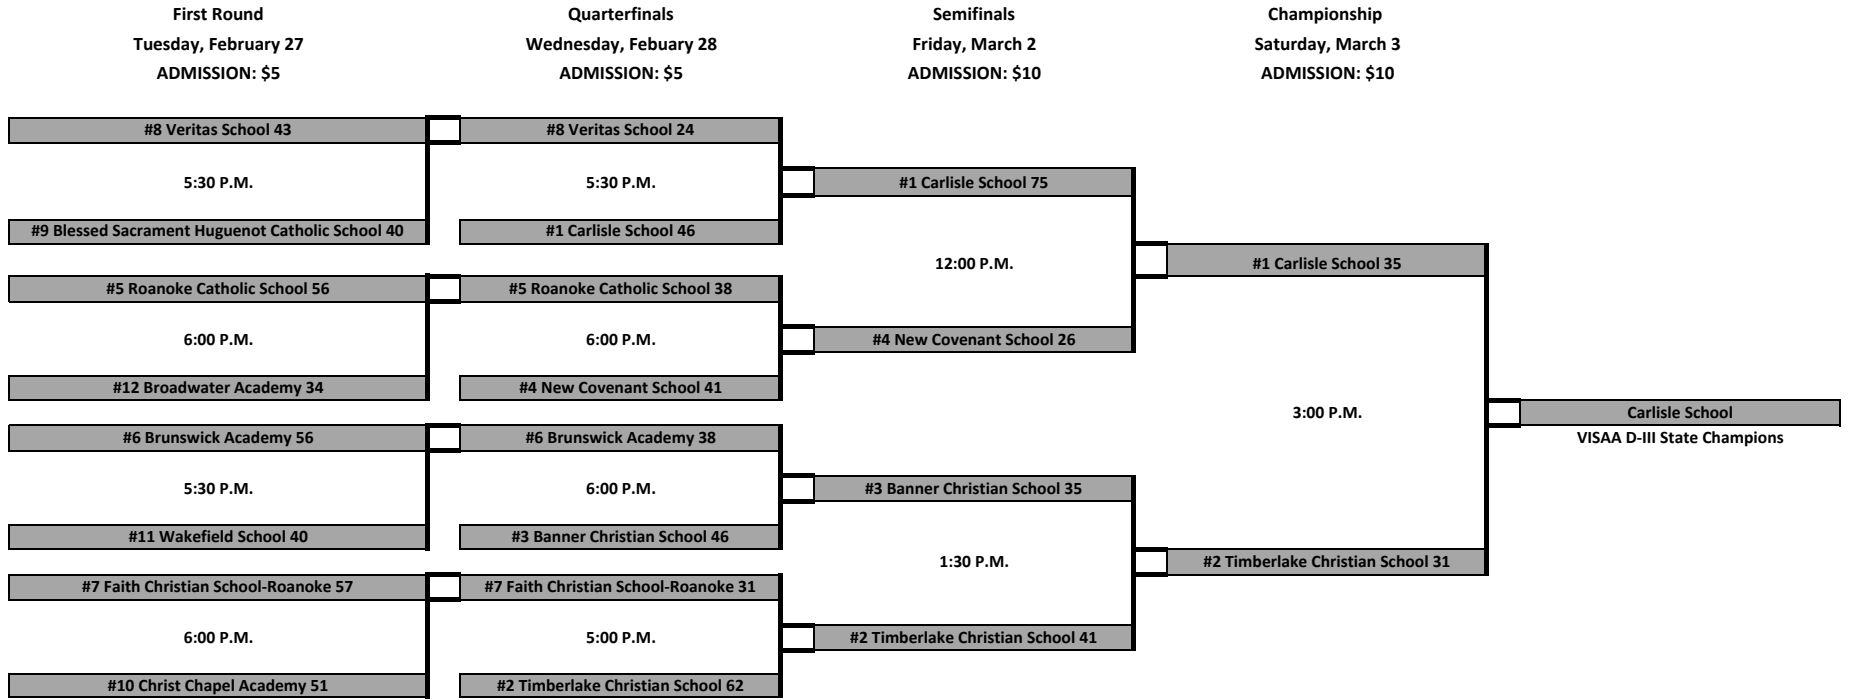 First Round
Tuesday, February 27
ADMISSION: $5
Quarterfinals
Wednesday, Febuary 28
ADMISSION: $5
Semifinals
Friday, March 2
ADMISSION: $10
Championship
Saturday, March 3
ADMISSION: $10
#8 Veritas School 43
5:30 P.M.
#9 Blessed Sacrament Huguenot Catholic School 40
#5 Roanoke Catholic School 56
6:00 P.M.
#12 Broadwater Academy 34
#6 Brunswick Academy 56
5:30 P.M.
#11 Wakefield School 40
#7 Faith Christian School-Roanoke 57
6:00 P.M.
#10 Christ Chapel Academy 51
#8 Veritas School 24
5:30 P.M.
#1 Carlisle School 46
#5 Roanoke Catholic School 38
6:00 P.M.
#4 New Covenant School 41
#6 Brunswick Academy 38
6:00 P.M.
#3 Banner Christian School 46
#7 Faith Christian School-Roanoke 31
5:00 P.M.
#2 Timberlake Christian School 62
#1 Carlisle School 75
12:00 P.M.
#4 New Covenant School 26
#3 Banner Christian School 35
1:30 P.M.
#2 Timberlake Christian School 41
#1 Carlisle School 35
3:00 P.M.
#2 Timberlake Christian School 31
Carlisle School
VISAA D-III State Champions